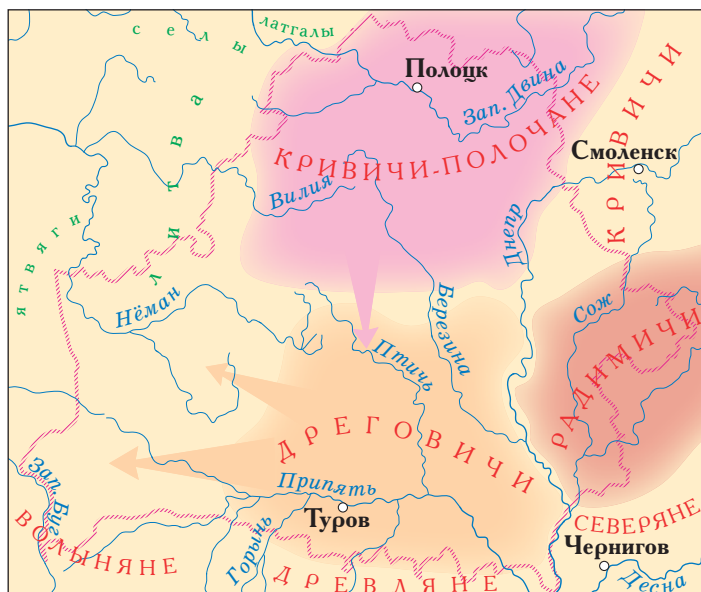 селы
латгалы
Полоцк
Зап. Двина
литва
КРИВИЧИ-ПОЛОЧАНЕ
КРИВИЧИ
Смоленск
Вилия
ятвяги
Днепр
Нёман
Березина
Сож
Птичь
РАДИМИЧИ
ДРЕГОВИЧИ
Зап. Буг
Припять
Туров
Горынь
ВОЛЫНЯНЕ
ДРЕВЛЯНЕ
СЕВЕРЯНЕ
Чернигов
Десна